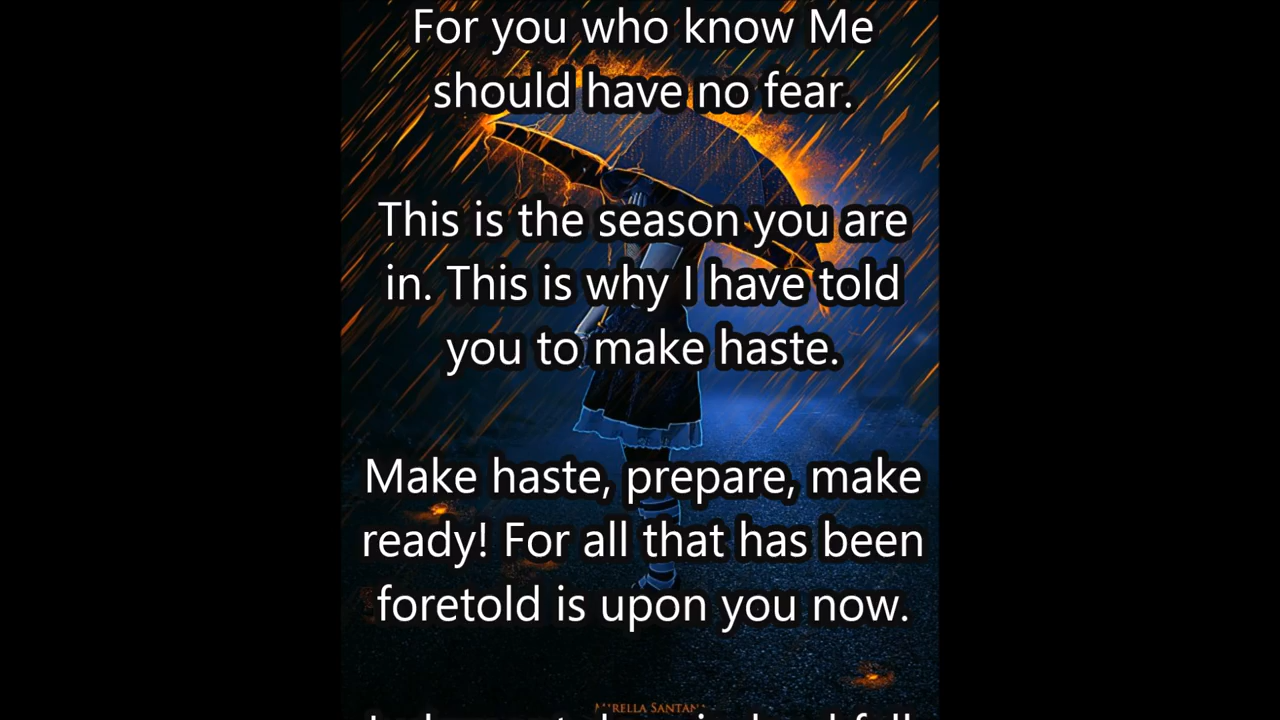 For you who know Me
should have no fear.
This is the season you are
in. This is why I have told
you to make haste.
Make haste, prepare, make
ready! For all that has been
foretold is upon you now.
Mirella Santana